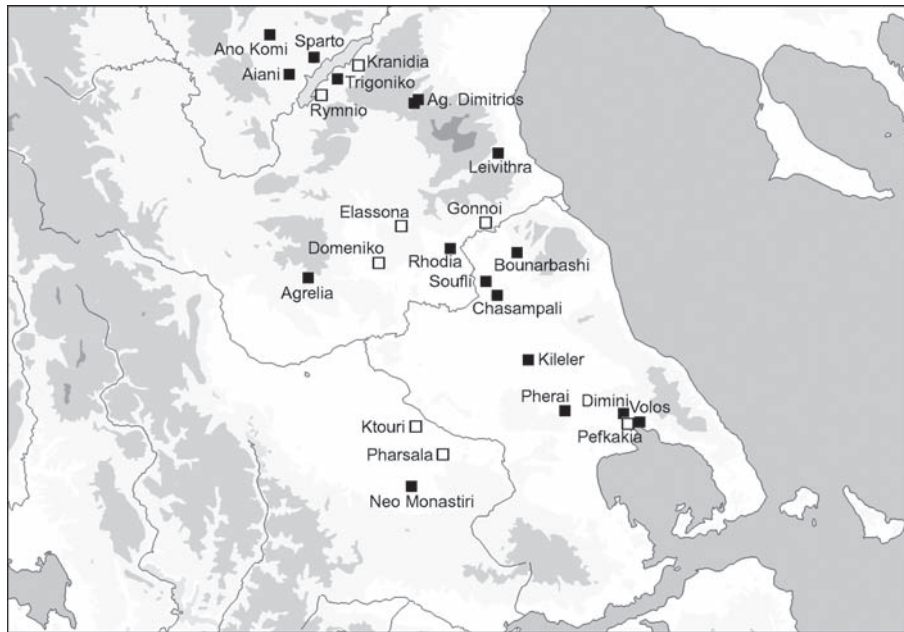 Ano Komi
Sparto
Kranidia
Aiani
Trigoniko
Rymnio
Ag. Dimitrios
Leivithra
Elassona
Gonnoi
Domeniko
Rhodia
Bounarbashi
Soufli
Agrelia
Chasampali
Kileler
Pherai
Dimini
Volos
Ktouri
Pefkakia
Pharsala
Neo Monastiri